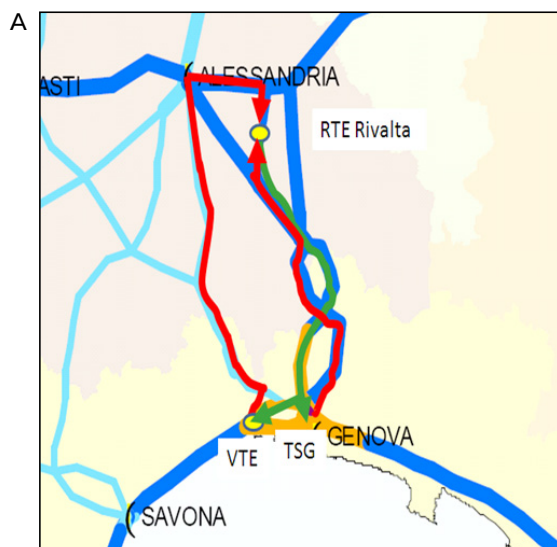 A
ASTI
ALESSANDRIA
RTE Rivalta
VTE
TSG
GENOVA
SAVONA